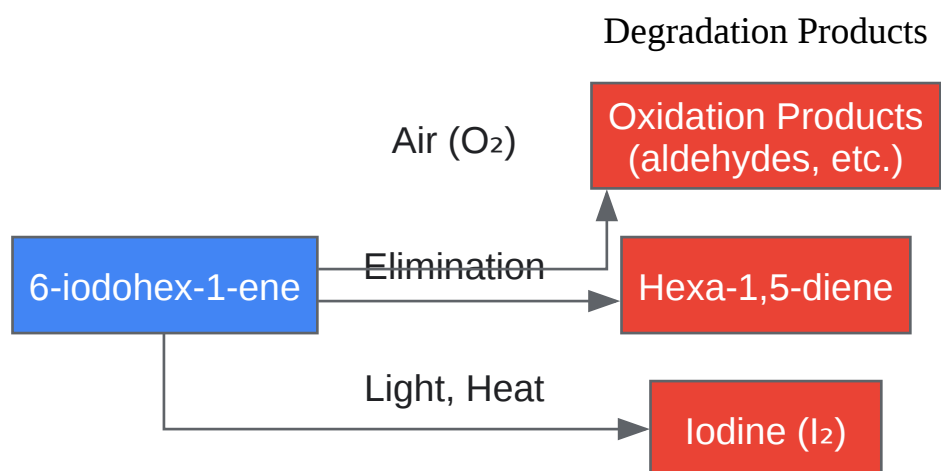 Degradation Products
Air (O₂)
Oxidation Products
(aldehydes, etc.)
6-iodohex-1-ene
Elimination
Hexa-1,5-diene
Light, Heat
Iodine (I₂)